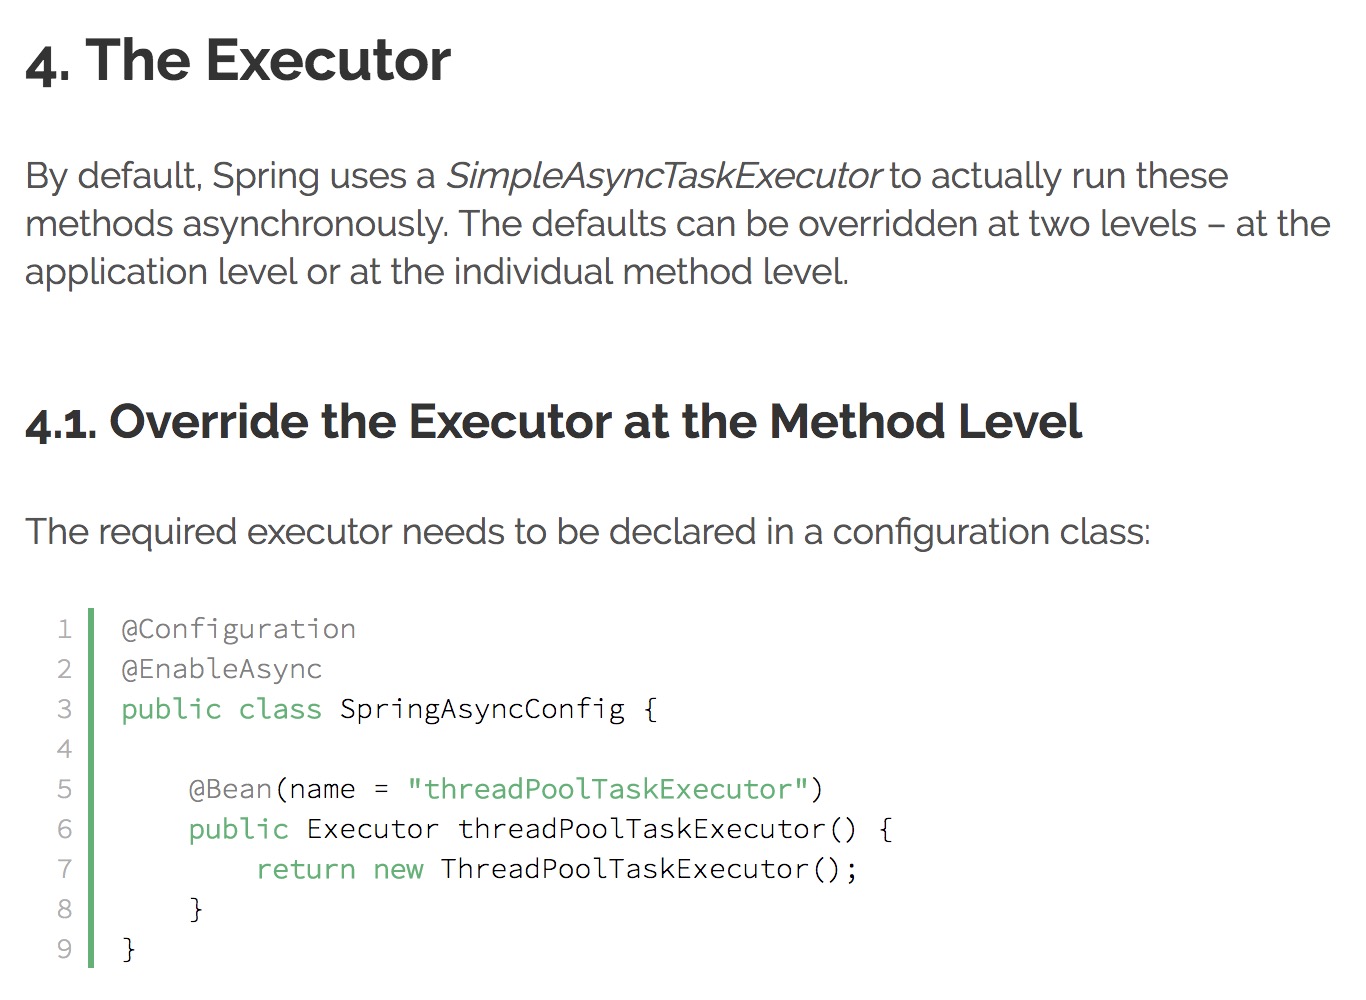 4. The Executor
By default, Spring uses a SimpleAsyncTaskExecutor to actually run these
methods asynchronously. The defaults can be overridden at two levels – at the
application level or at the individual method level.
4.1. Override the Executor at the Method Level
The required executor needs to be declared in a configuration class:
1 @Configuration
2 @EnableAsync
3 public class SpringAsyncConfig {
4
5     @Bean(name = "threadPoolTaskExecutor")
6     public Executor threadPoolTaskExecutor() {
7         return new ThreadPoolTaskExecutor();
8     }
9 }